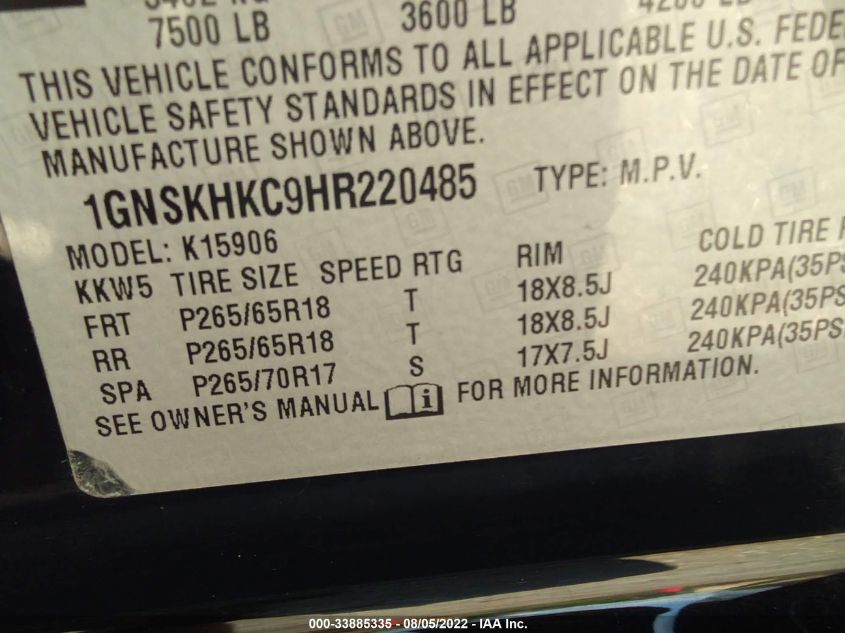 7500 LB 3600 LB
THIS VEHICLE CONFORMS TO ALL APPLICABLE U.S.
VEHICLE SAFETY STANDARDS IN EFFECT ON THE DATE OF
MANUFACTURE SHOWN ABOVE.
1GNSKHKC9HR220485 TYPE: M.P.V.
MODEL: K15906
KKW5 TIRE SIZE SPEED RTG RIM COLD TIRE
FRT P265/65R18 T 18X8.5J 240KPA(35PS
RR P265/65R18 T 18X8.5J 240KPA(35PS
SPA P265/70R17 S 17X7.5J 240KPA(35PS
SEE OWNER'S MANUAL i FOR MORE INFORMATION.
000-33885335 - 08/05/2022 - IAA Inc.